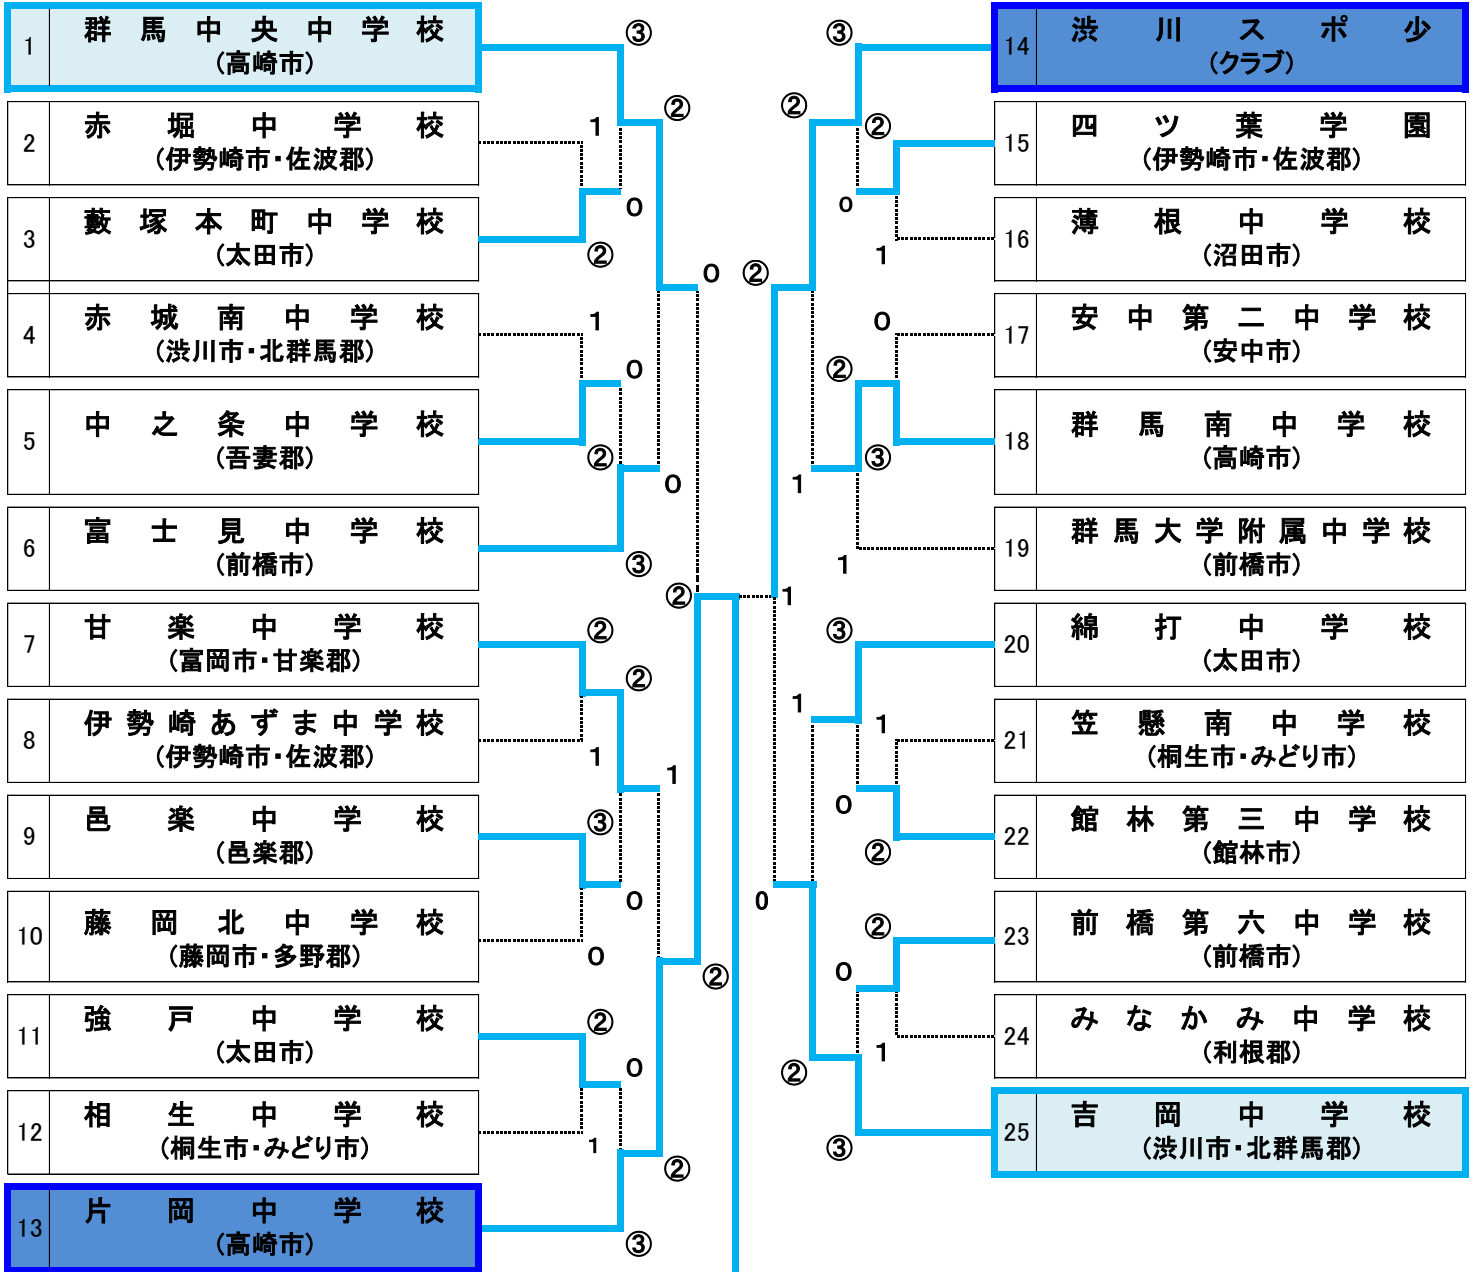 1 群馬中央中学校
(高崎市)
2 赤堀中学校
(伊勢崎市・佐波郡)
3 藪塚本町中学校
(太田市)
4 赤城南中学校
(渋川市・北群馬郡)
5 中之条中学校
(吾妻郡)
6 富士見中学校
(前橋市)
7 甘楽中学校
(富岡市・甘楽郡)
8 伊勢崎あずま中学校
(伊勢崎市・佐波郡)
9 邑楽中学校
(邑楽郡)
10 藤岡北中学校
(藤岡市・多野郡)
11 強戸中学校
(太田市)
12 相生中学校
(桐生市・みどり市)
13 片岡中学校
(高崎市)
③
②
1
0
②
0
1
0
②
0
③
②
②
②
1
1
③
0
0
②
②
0
1
②
③
③
②
②
0
1
②
0
②
③
1
1
1
③
1
1
0
②
0
②
0
1
②
③
14 渋川スポ少
(クラブ)
15 四ツ葉学園
(伊勢崎市・佐波郡)
16 薄根中学校
(沼田市)
17 安中第二中学校
(安中市)
18 群馬南中学校
(高崎市)
19 群馬大学附属中学校
(前橋市)
20 綿打中学校
(太田市)
21 笠懸南中学校
(桐生市・みどり市)
22 館林第三中学校
(館林市)
23 前橋第六中学校
(前橋市)
24 みなかみ中学校
(利根郡)
25 吉岡中学校
(渋川市・北群馬郡)